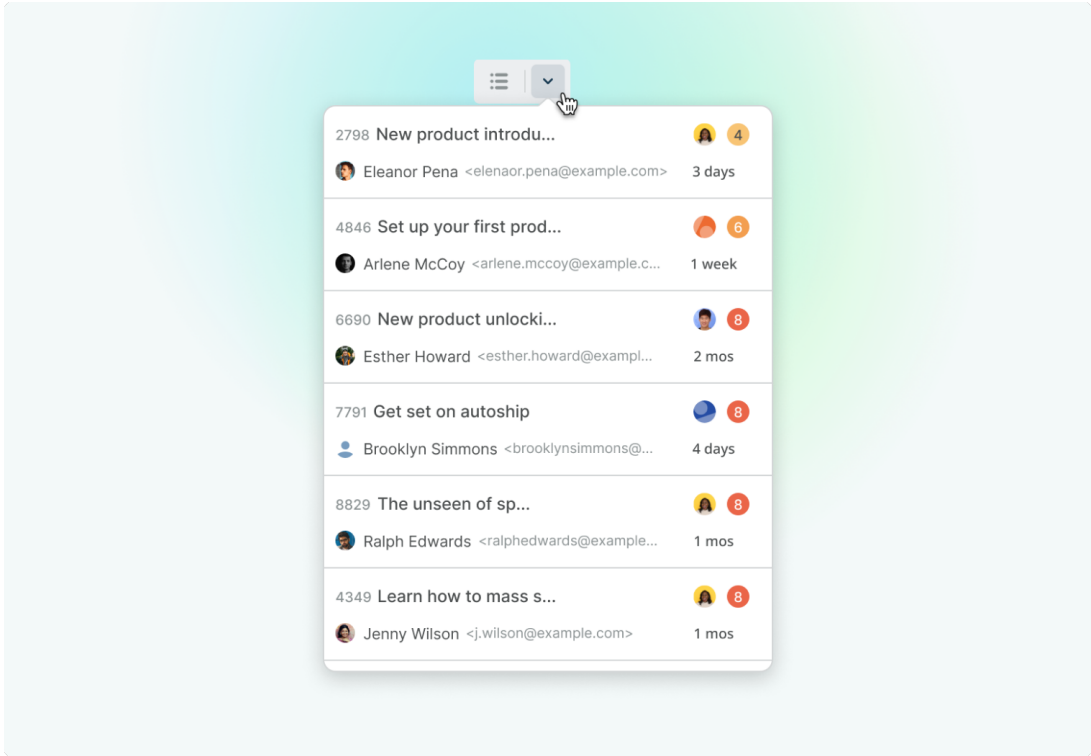 2798 New product introdu... 4
Eleanor Pena <elenaor.pena@example.com> 3 days
4846 Set up your first prod... 6
Arlene McCoy <arlene.mccoy@example.c... 1 week
6690 New product unlocki... 8
Esther Howard <esther.howard@exampl... 2 mos
7791 Get set on autoship 8
Brooklyn Simmons <brooklynsimmons@... 4 days
8829 The unseen of sp... 8
Ralph Edwards <ralphedwards@example... 1 mos
4349 Learn how to mass s... 8
Jenny Wilson <j.wilson@example.com> 1 mos